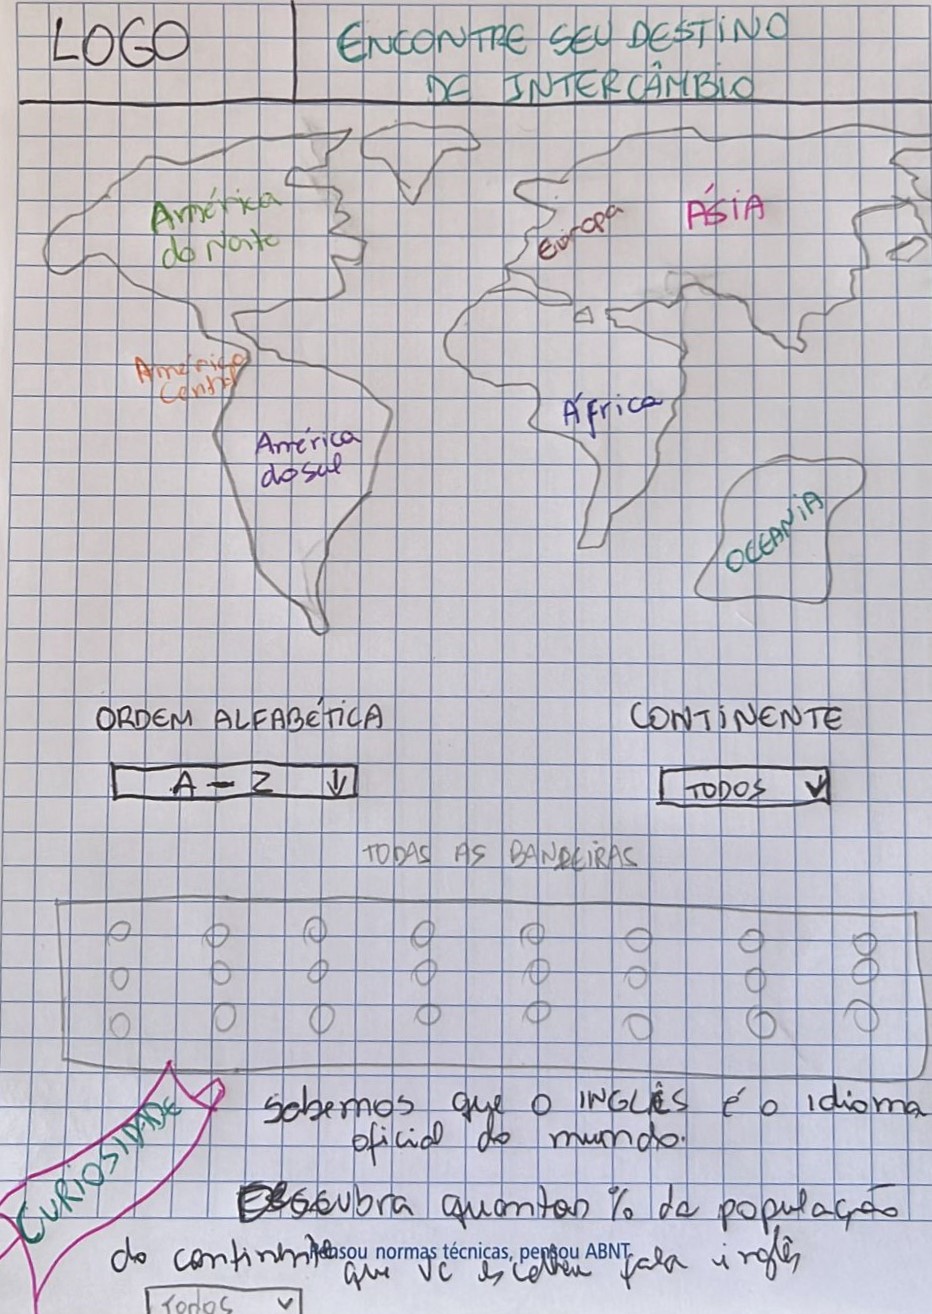 LOGO
ENCONTRE SEU DESTINO
DE INTERCÂMBIO
América
do Norte
Europa
ÁSIA
América
Central
África
América
do sul
OCEANIA
ORDEM ALFABÉTICA
CONTINENTE
A - Z
TODOS
TODAS AS BANDEIRAS
CURIOSIDADE
Sabemos que o INGLÊS é o idioma
oficial do mundo.
Descubra quantos % da população
do continente
Pensou normas técnicas, pensou ABNT
que vc escolheu fala inglês
Todos